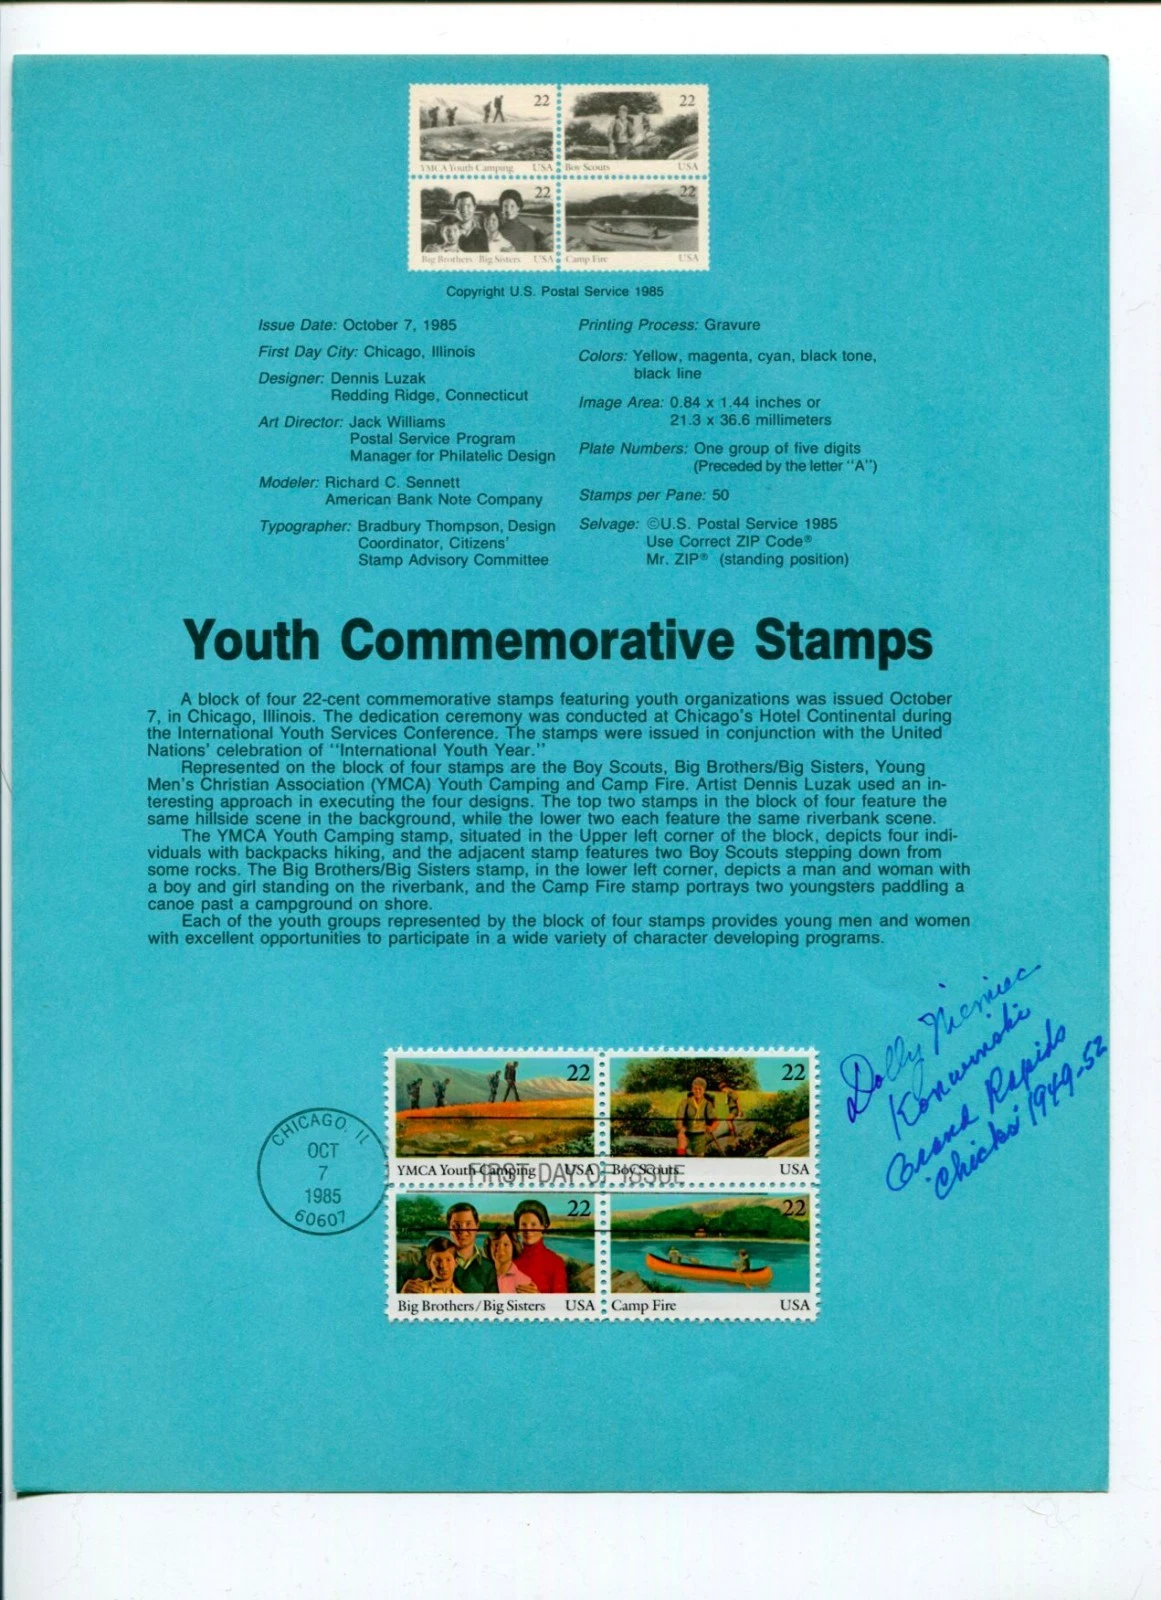 22
YMCA Youth Camping USA
22
Boy Scouts USA
22
Big Brothers/Big Sisters USA
22
Camp Fire USA
Copyright U.S. Postal Service 1985
Issue Date: October 7, 1985
First Day City: Chicago, Illinois
Designer: Dennis Luzak
Redding Ridge, Connecticut
Art Director: Jack Williams
Postal Service Program
Manager for Philatelic Design
Modeler: Richard C. Sennett
American Bank Note Company
Typographer: Bradbury Thompson, Design
Coordinator, Citizens'
Stamp Advisory Committee
Printing Process: Gravure
Colors: Yellow, magenta, cyan, black tone,
black line
Image Area: 0.84 x 1.44 inches or
21.3 x 36.6 millimeters
Plate Numbers: One group of five digits
(Preceded by the letter "A")
Stamps per Pane: 50
Selvage: ©U.S. Postal Service 1985
Use Correct ZIP Code®
Mr. ZIP® (standing position)
Youth Commemorative Stamps
A block of four 22-cent commemorative stamps featuring youth organizations was issued October
7, in Chicago, Illinois. The dedication ceremony was conducted at Chicago's Hotel Continental during
the International Youth Services Conference. The stamps were issued in conjunction with the United
Nations' celebration of "International Youth Year."
Represented on the block of four stamps are the Boy Scouts, Big Brothers/Big Sisters, Young
Men's Christian Association (YMCA) Youth Camping and Camp Fire. Artist Dennis Luzak used an in-
teresting approach in executing the four designs. The top two stamps in the block of four feature the
same hillside scene in the background, while the lower two each feature the same riverbank scene.
The YMCA Youth Camping stamp, situated in the Upper left corner of the block, depicts four indi-
viduals with backpacks hiking, and the adjacent stamp features two Boy Scouts stepping down from
some rocks. The Big Brothers/Big Sisters stamp, in the lower left corner, depicts a man and woman with
a boy and girl standing on the riverbank, and the Camp Fire stamp portrays two youngsters paddling a
canoe past a campground on shore.
Each of the youth groups represented by the block of four stamps provides young men and women
with excellent opportunities to participate in a wide variety of character developing programs.
Dolly Niemiec
Konwinski
Grand Rapids
Chicks 1949-52
CHICAGO, IL
OCT
7
1985
60607
22
YMCA Youth Camping USA
22
Boy Scouts USA
FIRST DAY OF ISSUE
22
Big Brothers/Big Sisters USA
22
Camp Fire USA